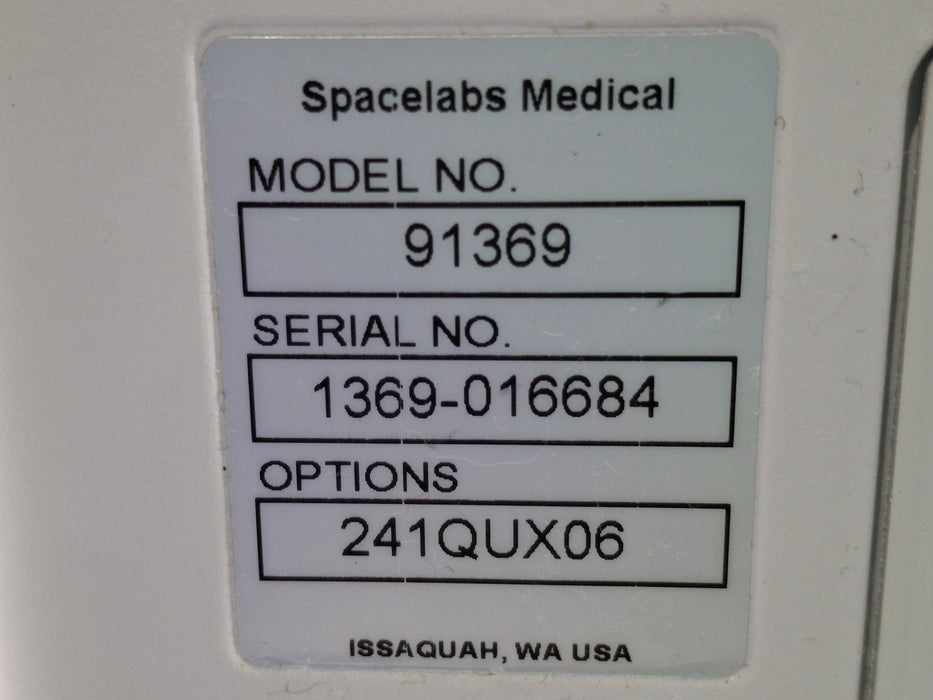 Spacelabs Medical
MODEL NO.
91369
SERIAL NO.
1369-016684
OPTIONS
241QUX06
ISSAQUAH, WA USA